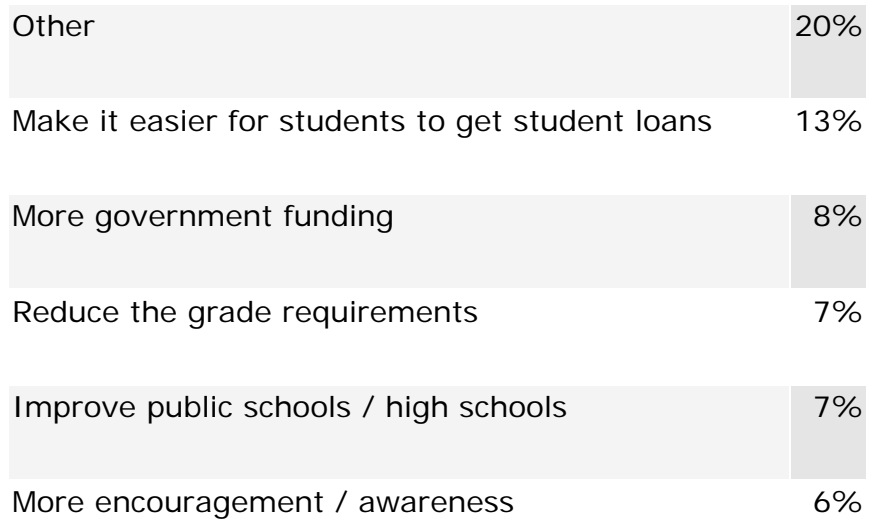 Other 20%
Make it easier for students to get student loans 13%
More government funding 8%
Reduce the grade requirements 7%
Improve public schools / high schools 7%
More encouragement / awareness 6%